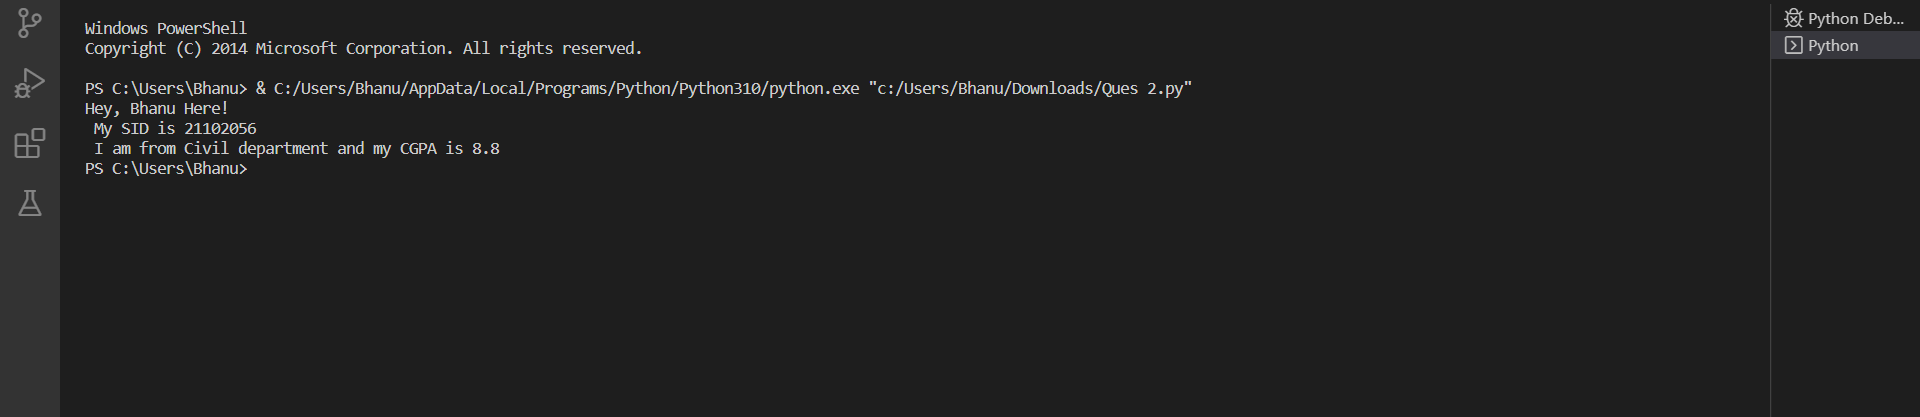 Windows PowerShell
Copyright (C) 2014 Microsoft Corporation. All rights reserved.
PS C:\Users\Bhanu> & C:/Users/Bhanu/AppData/Local/Programs/Python/Python310/python.exe "c:/Users/Bhanu/Downloads/Ques 2.py"
Hey, Bhanu Here!
 My SID is 21102056
 I am from Civil department and my CGPA is 8.8
PS C:\Users\Bhanu>
Python Deb...
Python